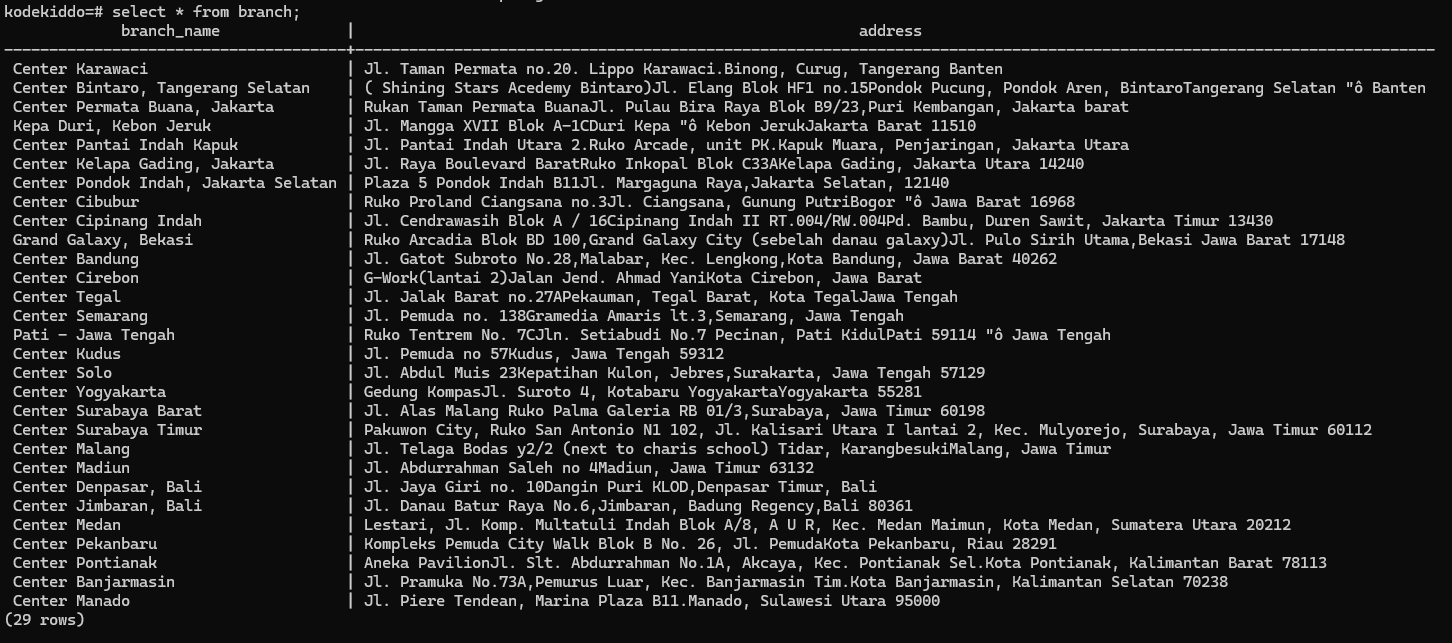 kodekiddo=# select * from branch;
branch_name | address
Center Karawaci | Jl. Taman Permata no.20. Lippo Karawaci.Binong, Curug, Tangerang Banten
Center Bintaro, Tangerang Selatan | ( Shining Stars Acedemy Bintaro)Jl. Elang Blok HF1 no.15Pondok Pucung, Pondok Aren, BintaroTangerang Selatan "ô Banten
Center Permata Buana, Jakarta | Rukan Taman Permata BuanaJl. Pulau Bira Raya Blok B9/23,Puri Kembangan, Jakarta barat
Kepa Duri, Kebon Jeruk | Jl. Mangga XVII Blok A-1CDuri Kepa "ô Kebon JerukJakarta Barat 11510
Center Pantai Indah Kapuk | Jl. Pantai Indah Utara 2.Ruko Arcade, unit PK.Kapuk Muara, Penjaringan, Jakarta Utara
Center Kelapa Gading, Jakarta | Jl. Raya Boulevard BaratRuko Inkopal Blok C33AKelapa Gading, Jakarta Utara 14240
Center Pondok Indah, Jakarta Selatan | Plaza 5 Pondok Indah B11Jl. Margaguna Raya,Jakarta Selatan, 12140
Center Cibubur | Ruko Proland Ciangsana no.3Jl. Ciangsana, Gunung PutriBogor "ô Jawa Barat 16968
Center Cipinang Indah | Jl. Cendrawasih Blok A / 16Cipinang Indah II RT.004/RW.004Pd. Bambu, Duren Sawit, Jakarta Timur 13430
Grand Galaxy, Bekasi | Ruko Arcadia Blok BD 100,Grand Galaxy City (sebelah danau galaxy)Jl. Pulo Sirih Utama,Bekasi Jawa Barat 17148
Center Bandung | Jl. Gatot Subroto No.28,Malabar, Kec. Lengkong,Kota Bandung, Jawa Barat 40262
Center Cirebon | G-Work(lantai 2)Jalan Jend. Ahmad YaniKota Cirebon, Jawa Barat
Center Tegal | Jl. Jalak Barat no.27APekauman, Tegal Barat, Kota TegalJawa Tengah
Center Semarang | Jl. Pemuda no. 138Gramedia Amaris lt.3,Semarang, Jawa Tengah
Pati - Jawa Tengah | Ruko Tentrem No. 7CJln. Setiabudi No.7 Pecinan, Pati KidulPati 59114 "ô Jawa Tengah
Center Kudus | Jl. Pemuda no 57Kudus, Jawa Tengah 59312
Center Solo | Jl. Abdul Muis 23Kepatihan Kulon, Jebres,Surakarta, Jawa Tengah 57129
Center Yogyakarta | Gedung KompasJl. Suroto 4, Kotabaru YogyakartaYogyakarta 55281
Center Surabaya Barat | Jl. Alas Malang Ruko Palma Galeria RB 01/3,Surabaya, Jawa Timur 60198
Center Surabaya Timur | Pakuwon City, Ruko San Antonio N1 102, Jl. Kalisari Utara I lantai 2, Kec. Mulyorejo, Surabaya, Jawa Timur 60112
Center Malang | Jl. Telaga Bodas y2/2 (next to charis school) Tidar, KarangbesukiMalang, Jawa Timur
Center Madiun | Jl. Abdurrahman Saleh no 4Madiun, Jawa Timur 63132
Center Denpasar, Bali | Jl. Jaya Giri no. 10Dangin Puri KLOD,Denpasar Timur, Bali
Center Jimbaran, Bali | Jl. Danau Batur Raya No.6,Jimbaran, Badung Regency,Bali 80361
Center Medan | Lestari, Jl. Komp. Multatuli Indah Blok A/8, A U R, Kec. Medan Maimun, Kota Medan, Sumatera Utara 20212
Center Pekanbaru | Kompleks Pemuda City Walk Blok B No. 26, Jl. PemudaKota Pekanbaru, Riau 28291
Center Pontianak | Aneka PavilionJl. Slt. Abdurrahman No.1A, Akcaya, Kec. Pontianak Sel.Kota Pontianak, Kalimantan Barat 78113
Center Banjarmasin | Jl. Pramuka No.73A,Pemurus Luar, Kec. Banjarmasin Tim.Kota Banjarmasin, Kalimantan Selatan 70238
Center Manado | Jl. Piere Tendean, Marina Plaza B11.Manado, Sulawesi Utara 95000
(29 rows)